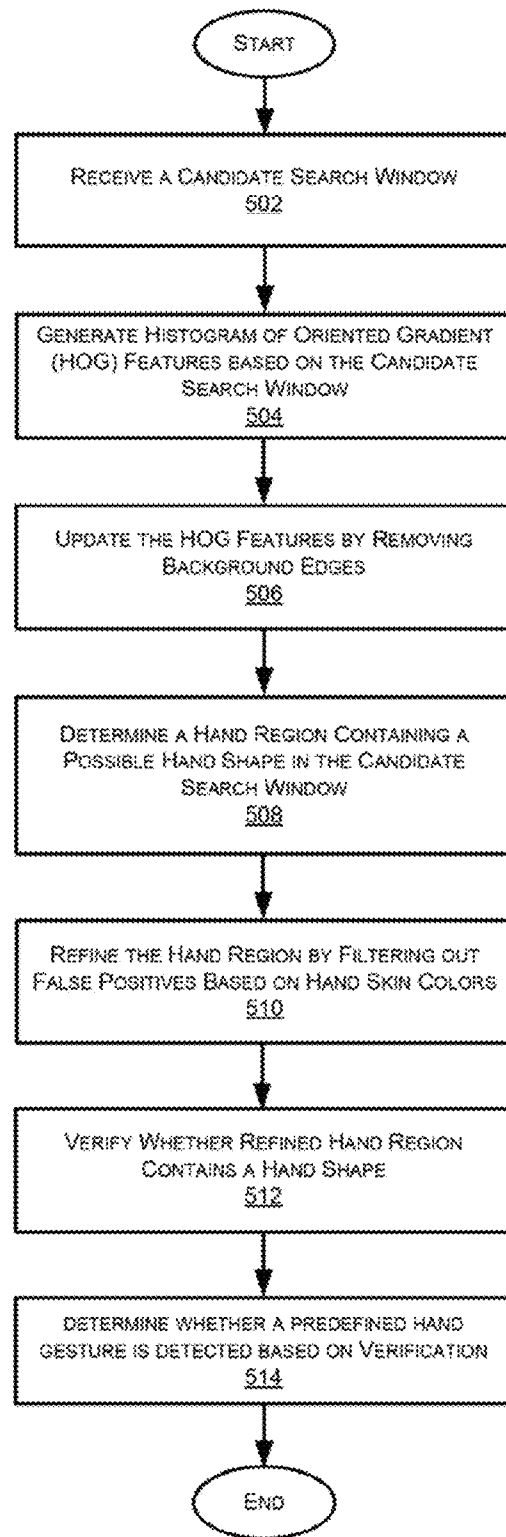 START
RECEIVE A CANDIDATE SEARCH WINDOW
502
GENERATE HISTOGRAM OF ORIENTED GRADIENT
(HOG) FEATURES BASED ON THE CANDIDATE
SEARCH WINDOW
504
UPDATE THE HOG FEATURES BY REMOVING
BACKGROUND EDGES
506
DETERMINE A HAND REGION CONTAINING A
POSSIBLE HAND SHAPE IN THE CANDIDATE
SEARCH WINDOW
508
REFINE THE HAND REGION BY FILTERING OUT
FALSE POSITIVES BASED ON HAND SKIN COLORS
510
VERIFY WHETHER REFINED HAND REGION
CONTAINS A HAND SHAPE
512
DETERMINE WHETHER A PREDEFINED HAND
GESTURE IS DETECTED BASED ON VERIFICATION
514
END